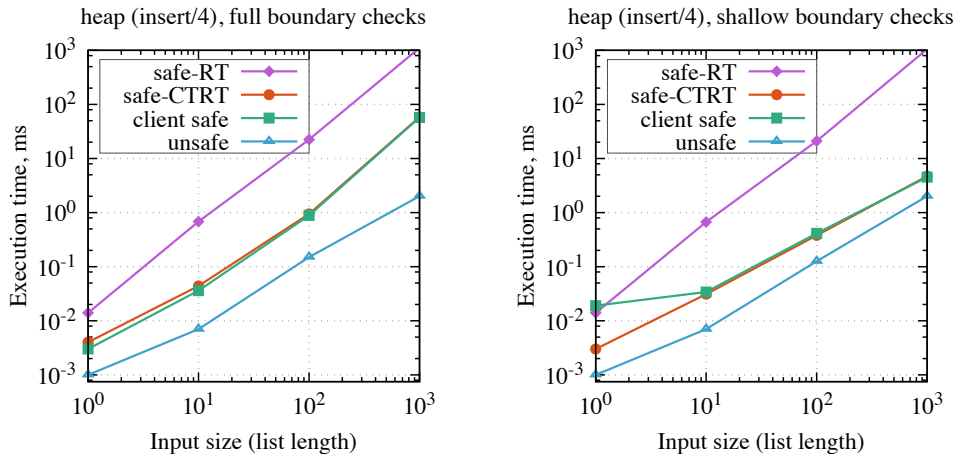 heap (insert/4), full boundary checks
Execution time, ms
10^3
10^2
10^1
10^0
10^-1
10^-2
10^-3
safe-RT
safe-CTRT
client safe
unsafe
10^0 10^1 10^2 10^3
Input size (list length)
heap (insert/4), shallow boundary checks
Execution time, ms
10^3
10^2
10^1
10^0
10^-1
10^-2
10^-3
safe-RT
safe-CTRT
client safe
unsafe
10^0 10^1 10^2 10^3
Input size (list length)